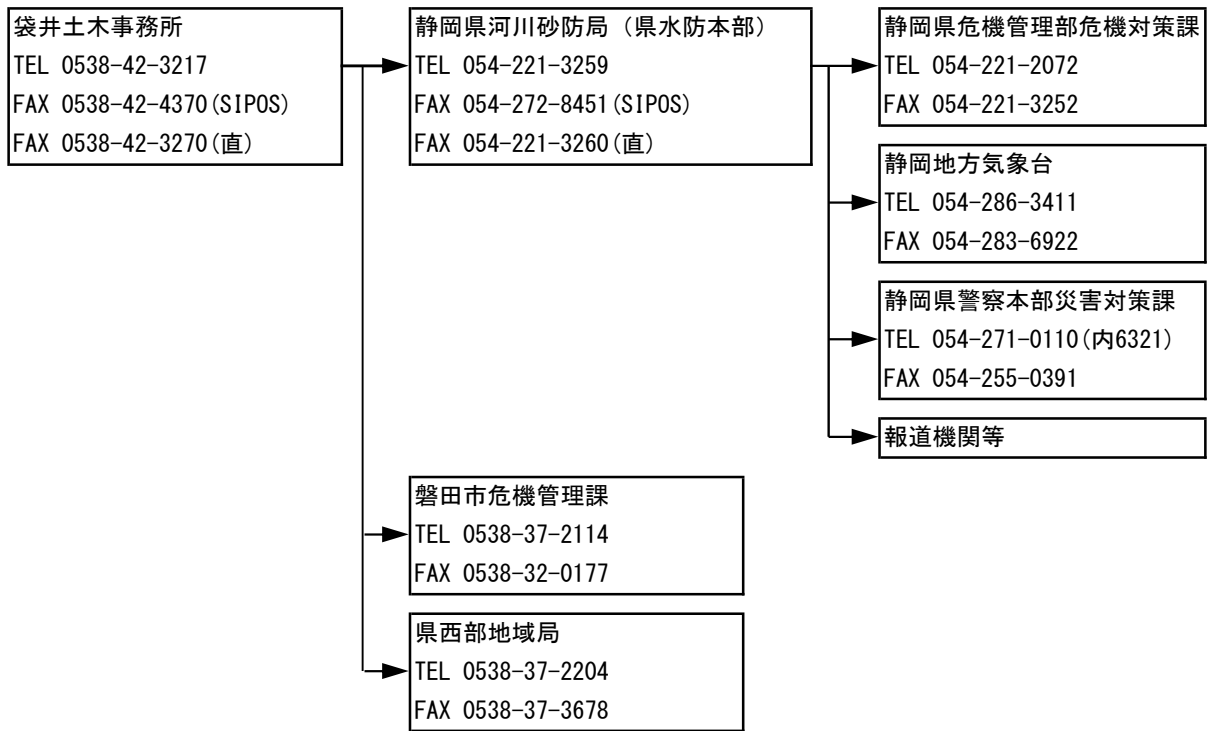 袋井土木事務所
TEL 0538-42-3217
FAX 0538-42-4370(SIPOS)
FAX 0538-42-3270(直)
静岡県河川砂防局（県水防本部）
TEL 054-221-3259
FAX 054-272-8451(SIPOS)
FAX 054-221-3260(直)
静岡県危機管理部危機対策課
TEL 054-221-2072
FAX 054-221-3252
静岡地方気象台
TEL 054-286-3411
FAX 054-283-6922
静岡県警察本部災害対策課
TEL 054-271-0110(内6321)
FAX 054-255-0391
報道機関等
磐田市危機管理課
TEL 0538-37-2114
FAX 0538-32-0177
県西部地域局
TEL 0538-37-2204
FAX 0538-37-3678